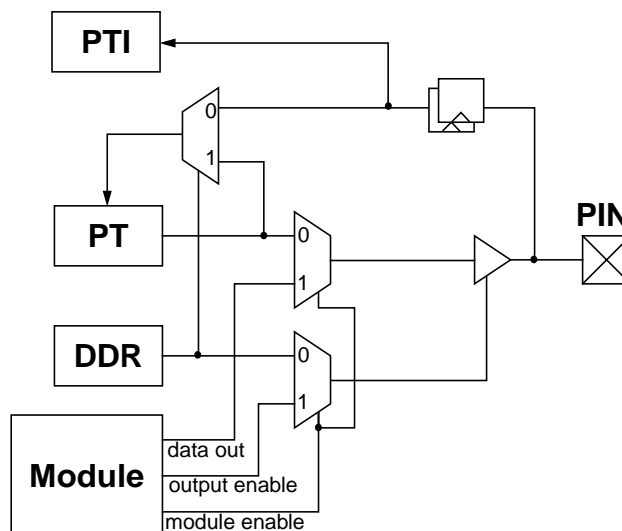 PTI
0
1
PT
PIN
0
1
DDR
0
1
Module
data out
output enable
module enable